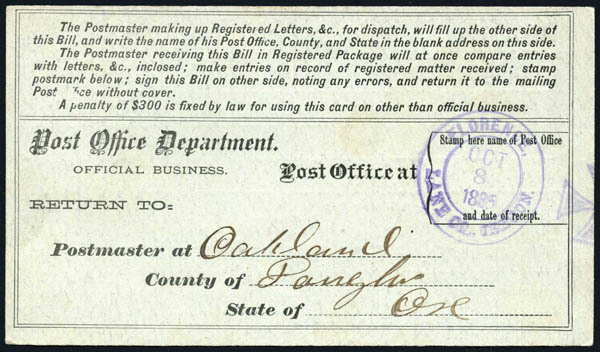 The Postmaster making up Registered Letters, &c., for dispatch, will fill up the other side of
this Bill, and write the name of his Post Office, County, and State in the blank address on this side.
The Postmaster receiving this Bill in Registered Package will at once compare entries
with letters, &c., inclosed; make entries on record of registered matter received; stamp
postmark below; sign this Bill on other side, noting any errors, and return it to the mailing
Post without cover.
A penalty of $300 is fixed by law for using this card on other than official business.
Post Office Department.
OFFICIAL BUSINESS.
Post Office at
Stamp here name of Post Office
and date of receipt.
OCT
8
LANE CO.
RETURN TO:
Postmaster at Oakland
County of
State of Ore